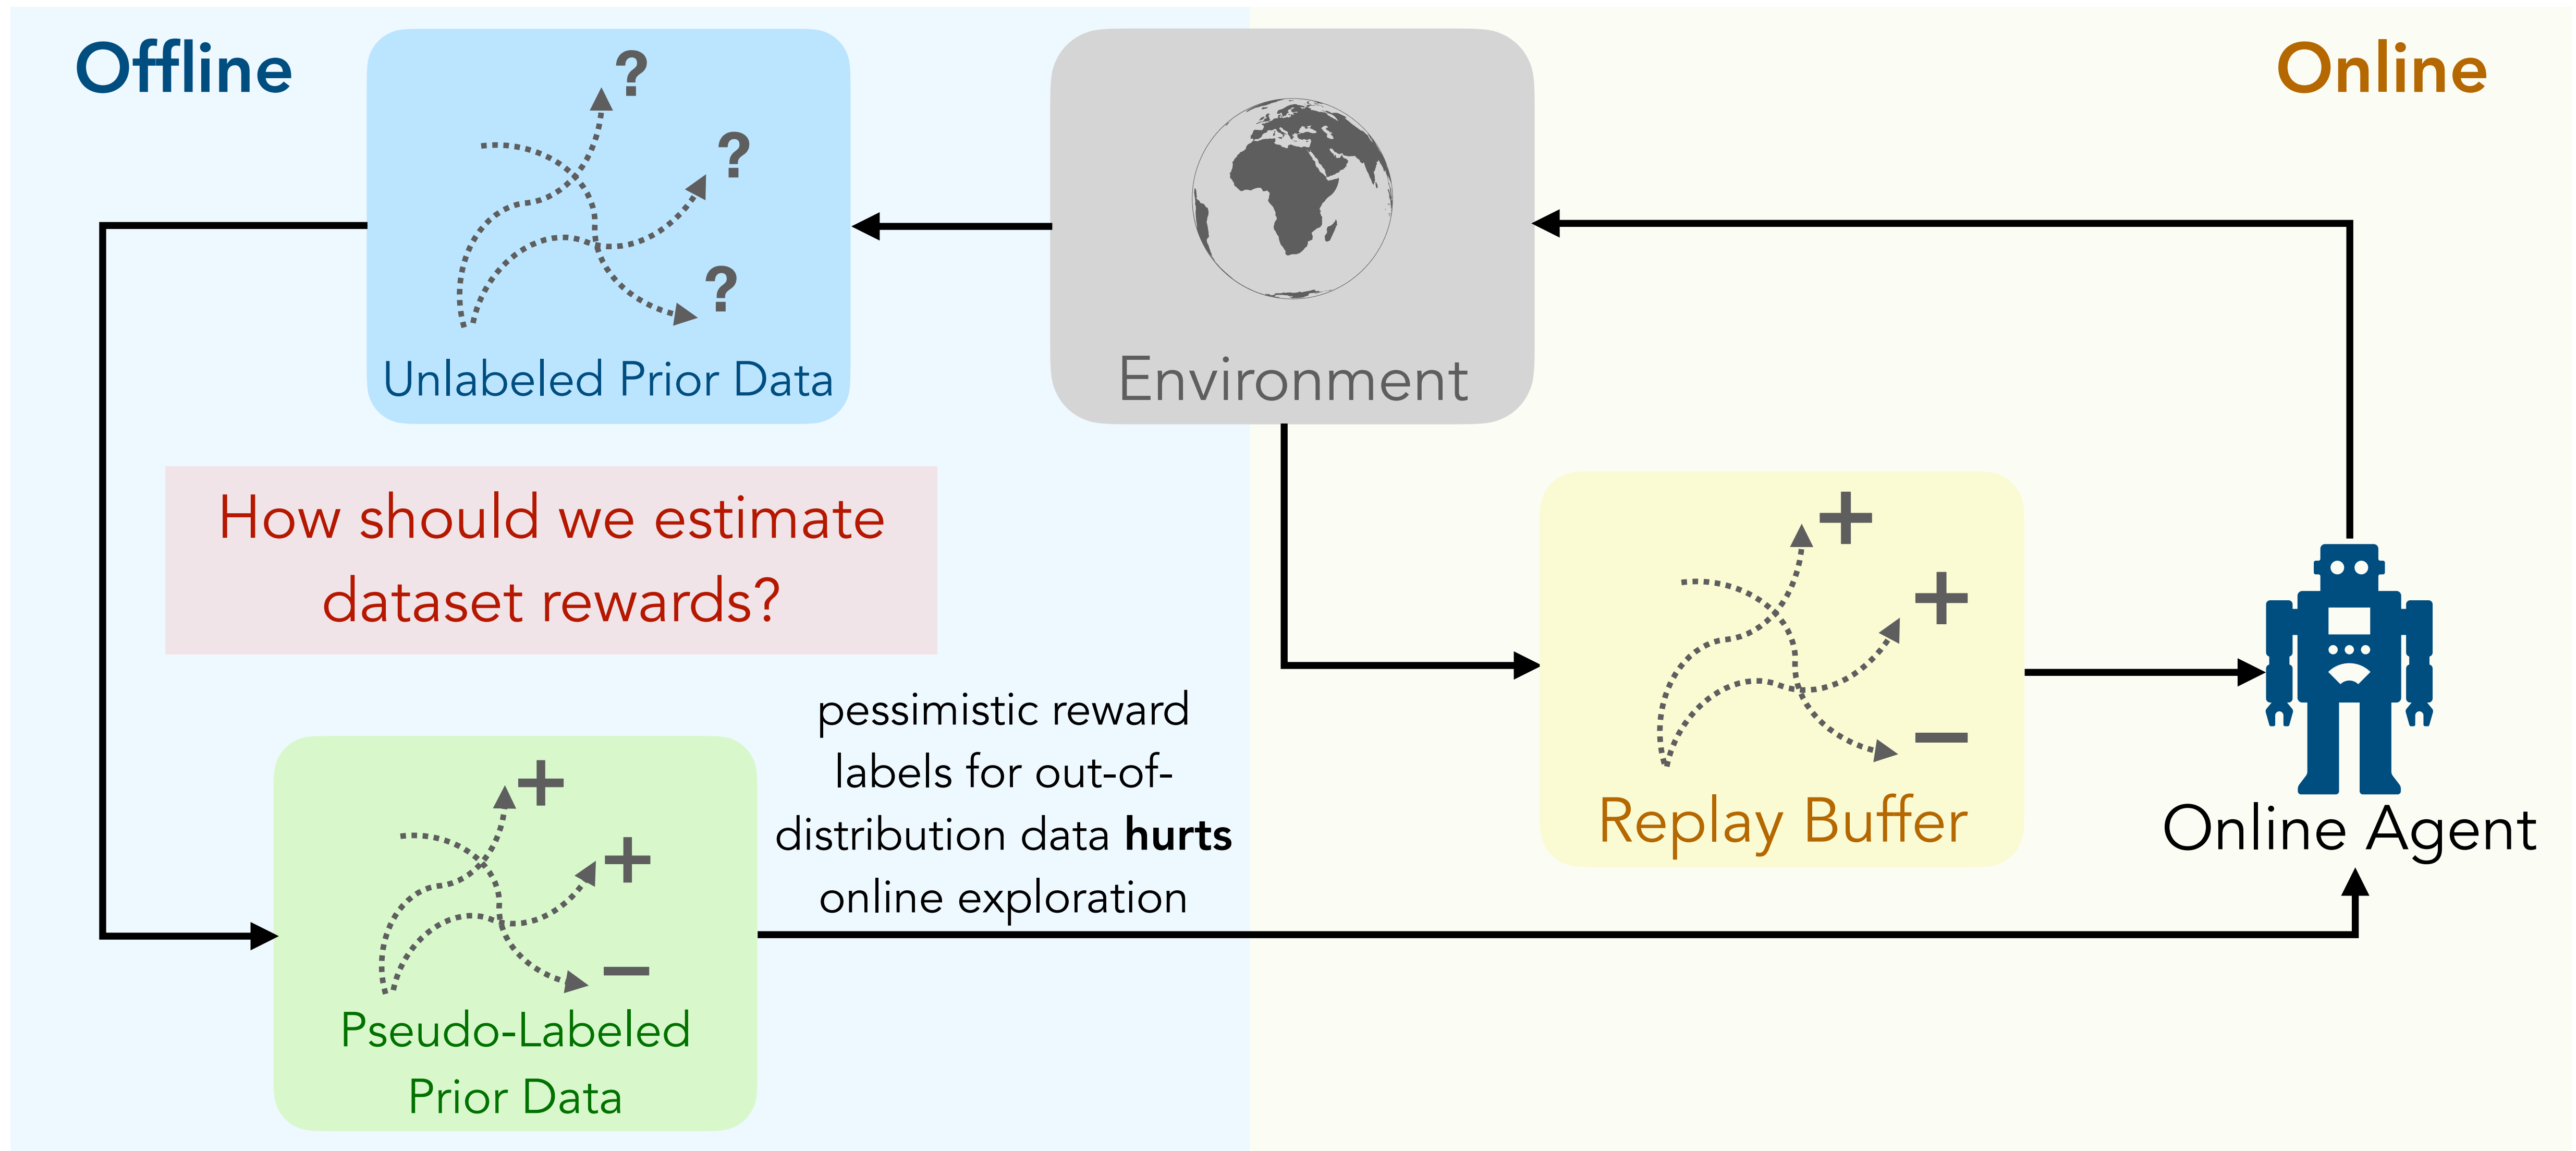 Offline
Online
?
?
?
Unlabeled Prior Data
Environment
How should we estimate
dataset rewards?
+
+
−
Replay Buffer
Online Agent
pessimistic reward
labels for out-of-
distribution data hurts
online exploration
+
+
−
Pseudo-Labeled
Prior Data